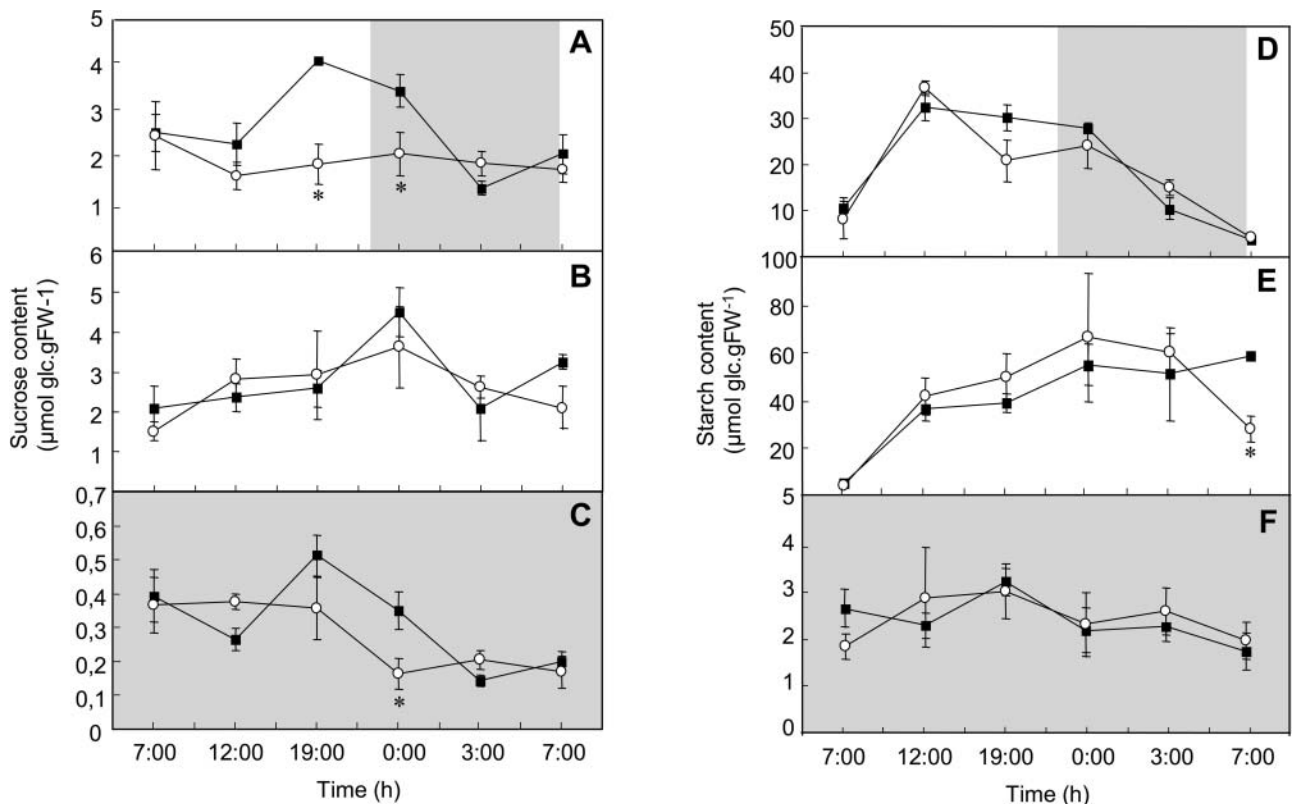 5
4
3
2
1
A
*
*
6
5
4
3
2
1
B
0,7
0,6
0,5
0,4
0,3
0,2
0,1
0
C
*
7:00 12:00 19:00 0:00 3:00 7:00
Time (h)
Sucrose content
(µmol glc.gFW-1)
50
40
30
20
10
D
100
80
60
40
20
E
*
5
4
3
2
1
0
F
7:00 12:00 19:00 0:00 3:00 7:00
Time (h)
Starch content
(µmol glc.gFW-1)